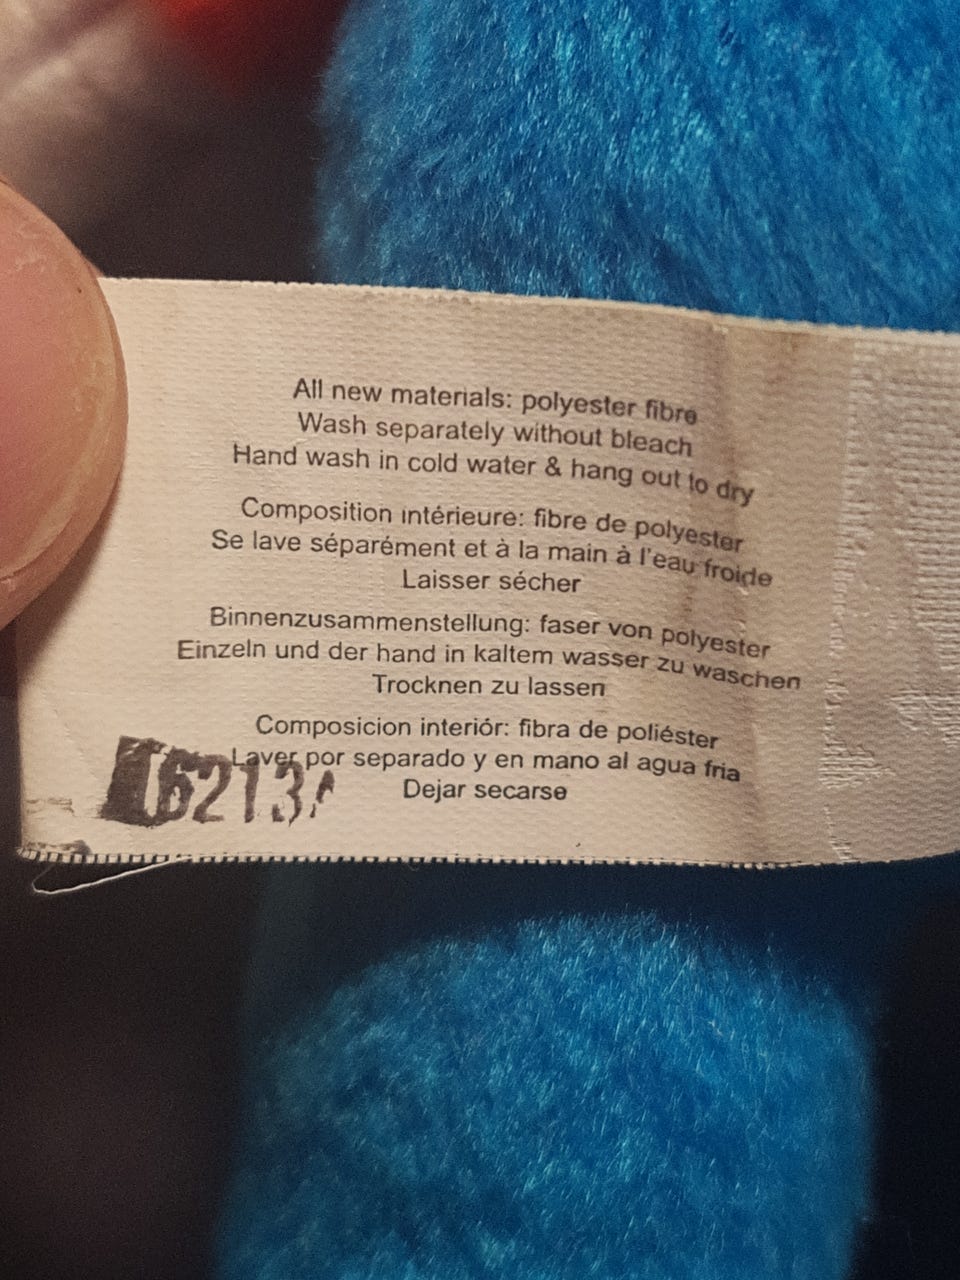 All new materials: polyester fibre
Wash separately without bleach
Hand wash in cold water & hang out to dry
Composition intérieure: fibre de polyester
Se lave séparément et à la main à l'eau froide
Laisser sécher
Binnenzusammenstellung: faser von polyester
Einzeln und der hand in kaltem wasser zu waschen
Trocknen zu lassen
Composicion interiór: fibra de poliéster
Laver por separado y en mano al agua fria
Dejar secarse